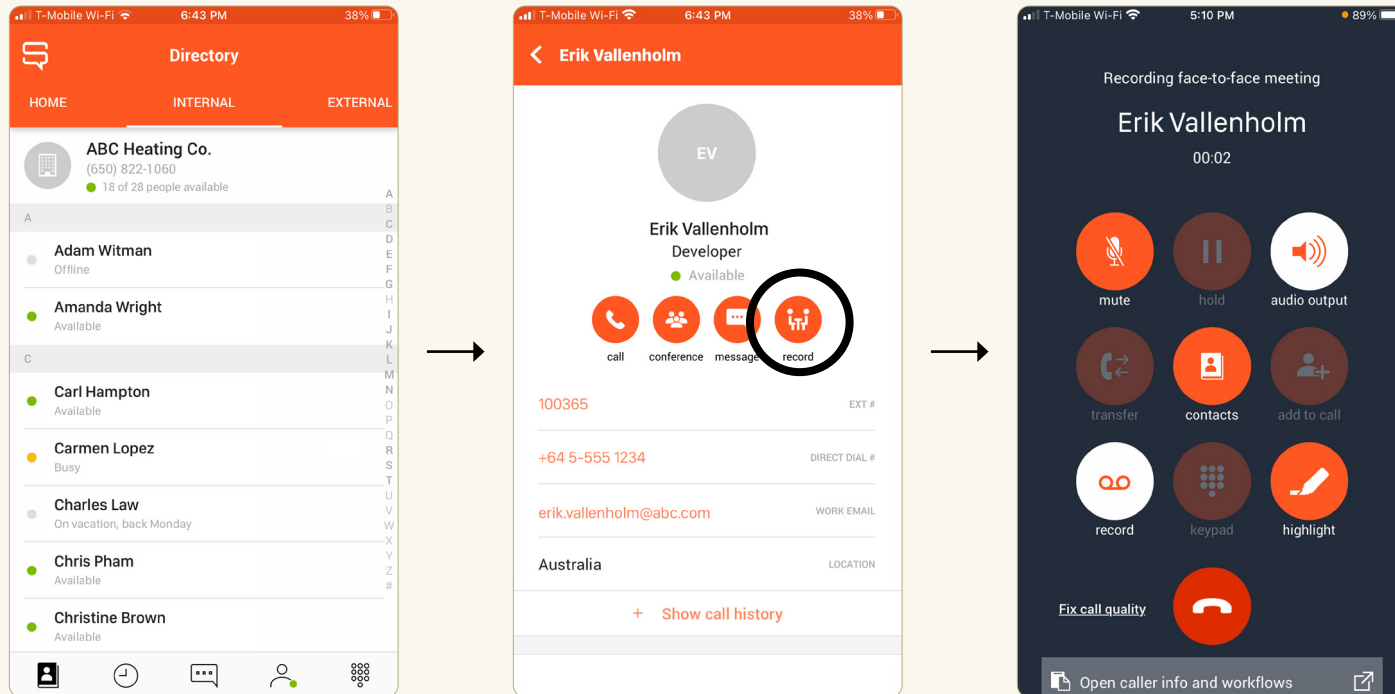 T-Mobile Wi-Fi 6:43 PM 38%
Directory
HOME INTERNAL EXTERNAL
ABC Heating Co.
(650) 822-1060
18 of 28 people available
A
Adam Witman
Offline
Amanda Wright
Available
C
Carl Hampton
Available
Carmen Lopez
Busy
Charles Law
On vacation, back Monday
Chris Pham
Available
Christine Brown
Available
A
B
C
D
E
F
G
H
I
J
K
L
M
N
O
P
Q
R
S
T
U
V
W
X
Y
Z
#
T-Mobile Wi-Fi 6:43 PM 38%
Erik Vallenholm
EV
Erik Vallenholm
Developer
Available
call conference message record
100365 EXT #
+64 5-555 1234 DIRECT DIAL #
erik.vallenholm@abc.com WORK EMAIL
Australia LOCATION
+ Show call history
T-Mobile Wi-Fi 5:10 PM 89%
Recording face-to-face meeting
Erik Vallenholm
00:02
mute hold audio output
transfer contacts add to call
record keypad highlight
Fix call quality
Open caller info and workflows